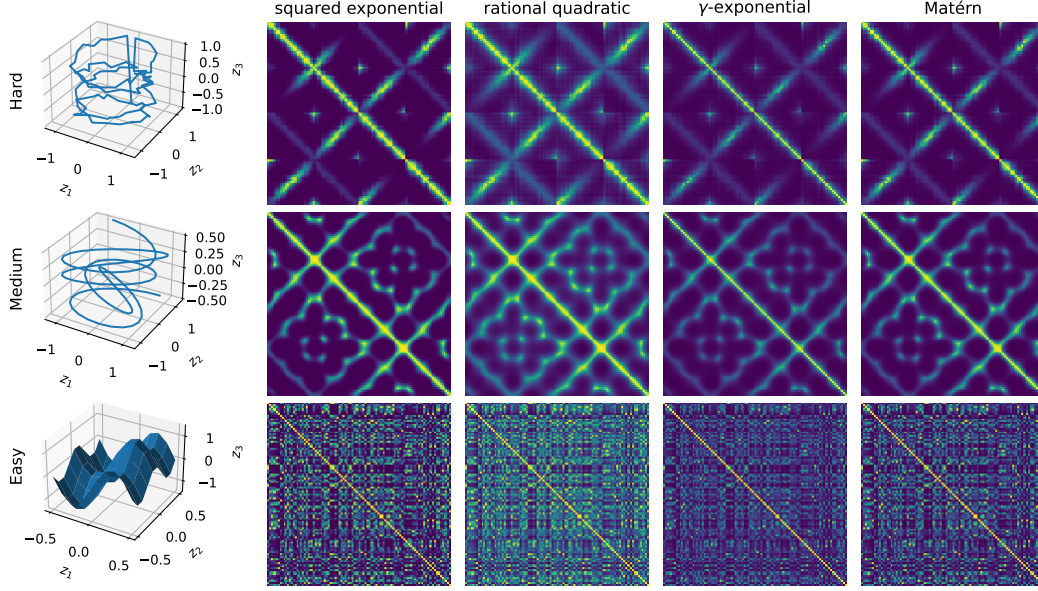 squared exponential
rational quadratic
γ-exponential
Matérn
Hard
1.0
0.5
0.0
−0.5
−1.0
z3
−1
0
1
z1
−1
0
1
z2
Medium
0.50
0.25
0.00
−0.25
−0.50
z3
−1
0
1
z1
−1
0
1
z2
Easy
1
0
−1
z3
−0.5
0.0
0.5
z1
−0.5
0.0
0.5
z2